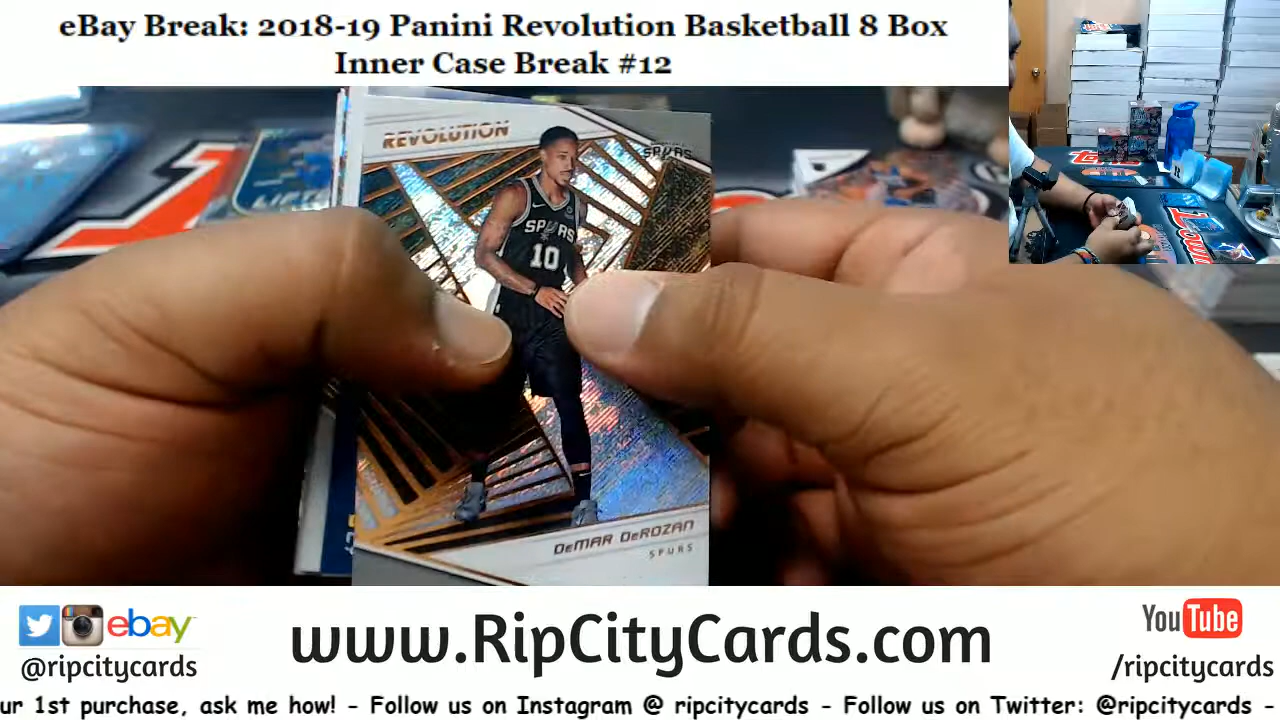 eBay Break: 2018-19 Panini Revolution Basketball 8 Box
Inner Case Break #12
REVOLUTION
SPURS
SPURS
10
DeMAR DeROZAN
SPURS
ebay
@ripcitycards
www.RipCityCards.com
YouTube
/ripcitycards
ur 1st purchase, ask me how! - Follow us on Instagram @ ripcitycards - Follow us on Twitter: @ripcitycards -